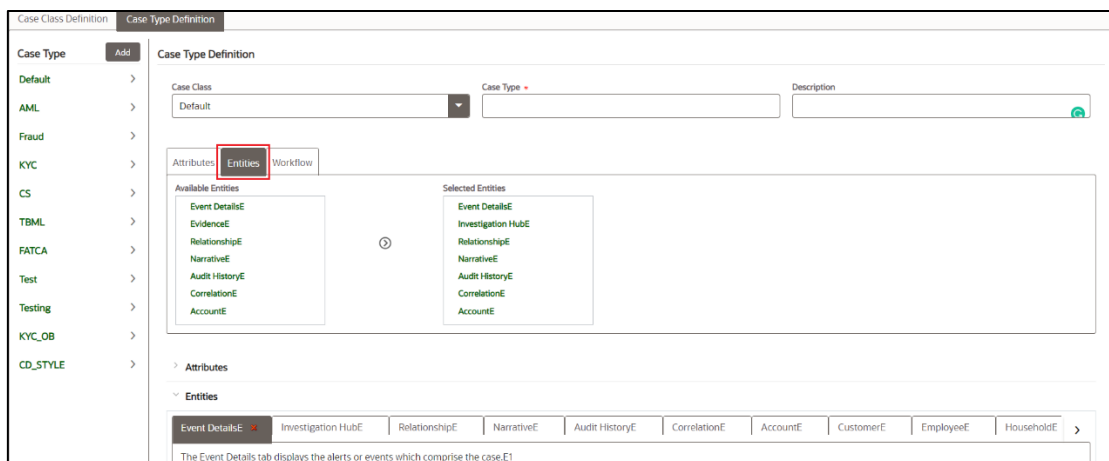 Case Class Definition Case Type Definition
Case Type Add
Case Type Definition
Default
AML
Fraud
KYC
CS
TBML
FATCA
Test
Testing
KYC_OB
CD_STYLE
Case Class Case Type * Description
Default
Attributes Entities Workflow
Available Entities
Event DetailsE
EvidenceE
RelationshipE
NarrativeE
Audit HistoryE
CorrelationE
AccountE
Selected Entities
Event DetailsE
Investigation HubE
RelationshipE
NarrativeE
Audit HistoryE
CorrelationE
AccountE
Attributes
Entities
Event DetailsE Investigation HubE RelationshipE NarrativeE Audit HistoryE CorrelationE AccountE CustomerE EmployeeE HouseholdE
The Event Details tab displays the alerts or events which comprise the case.E1